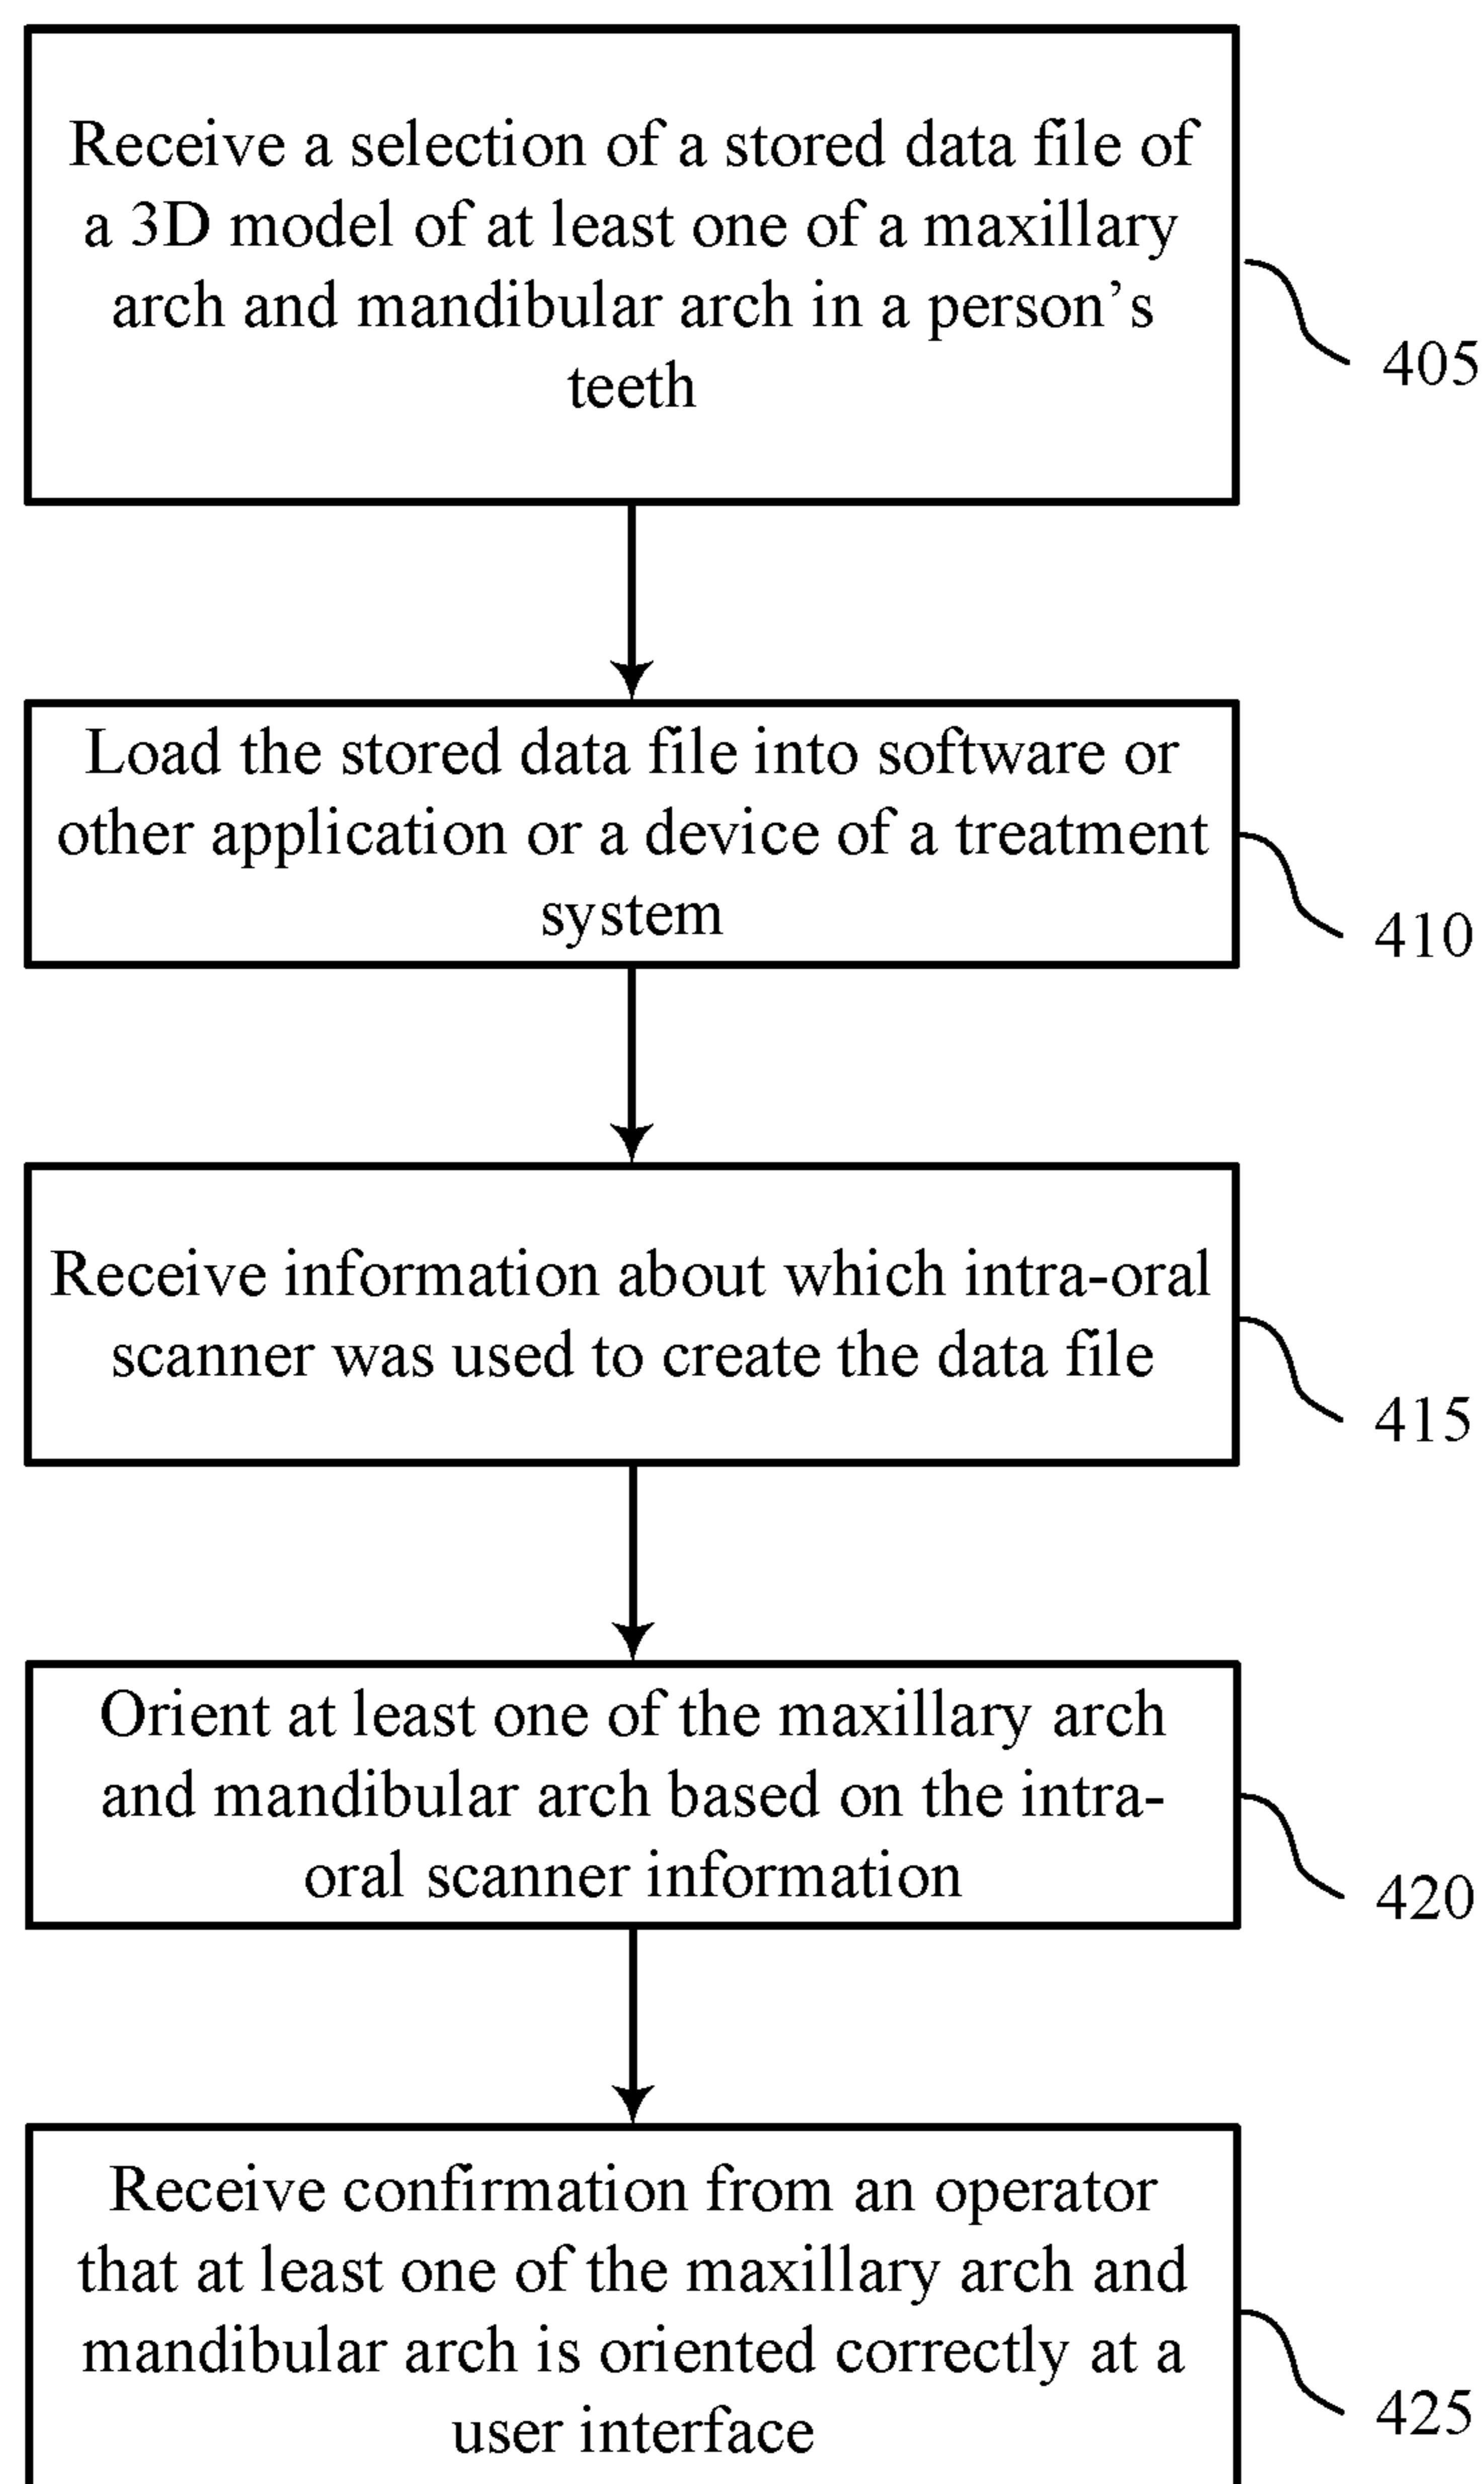 Receive a selection of a stored data file of
a 3D model of at least one of a maxillary
arch and mandibular arch in a person’s
teeth
405
Load the stored data file into software or
other application or a device of a treatment
system
410
Receive information about which intra-oral
scanner was used to create the data file
415
Orient at least one of the maxillary arch
and mandibular arch based on the intra-
oral scanner information
420
Receive confirmation from an operator
that at least one of the maxillary arch and
mandibular arch is oriented correctly at a
user interface
425